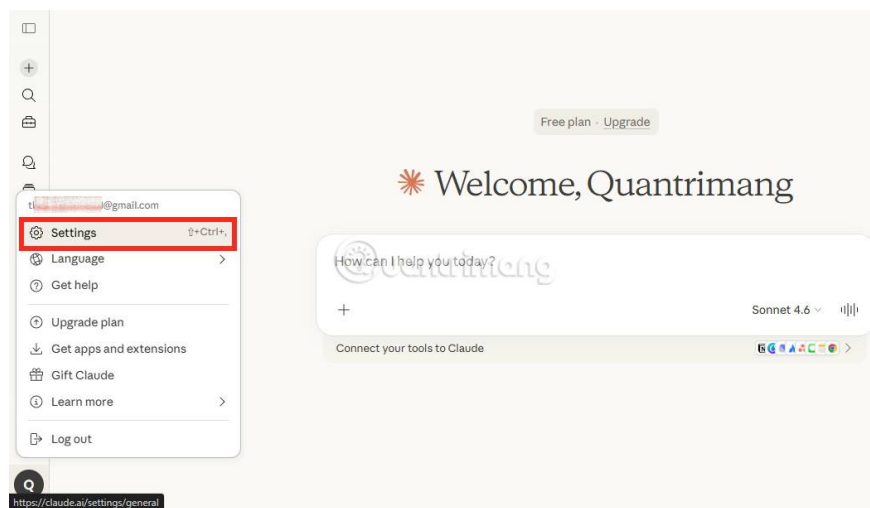 Free plan · Upgrade
Welcome, Quantrimang
@gmail.com
Settings ⇧+Ctrl+,
Language
Get help
Upgrade plan
Get apps and extensions
Gift Claude
Learn more
Log out
How can I help you today?
quantrimang
Sonnet 4.6
Connect your tools to Claude
Q
https://claude.ai/settings/general